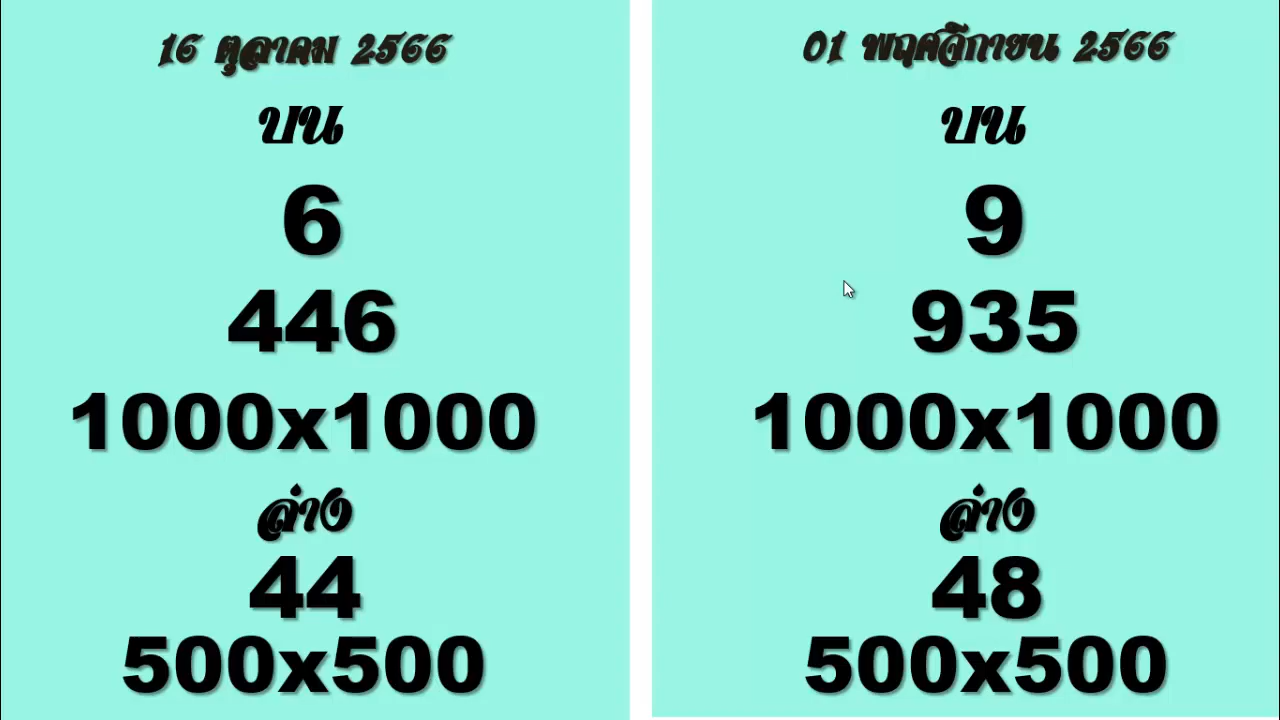 16 ตุลาคม 2566
บน
6
446
1000x1000
ล่าง
44
500x500
01 พฤศจีกายน 2566
บน
9
935
1000x1000
ล่าง
48
500x500